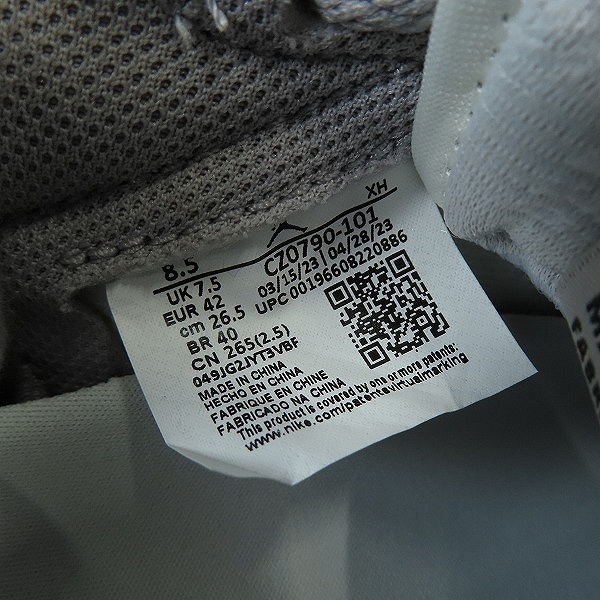 XH
8.5 CZ0790-101
UK 7.5 03/15/23 | 04/28/23
EUR 42 UPC 00196608220886
cm 26.5
BR 40
CN 265(2.5)
049JG2JYT3VBF
MADE IN CHINA
HECHO EN CHINA
FABRIQUE EN CHINE
FABRICADO NA CHINA
This product is covered by one or more patents:
www.nike.com/patentsvirtualmarking